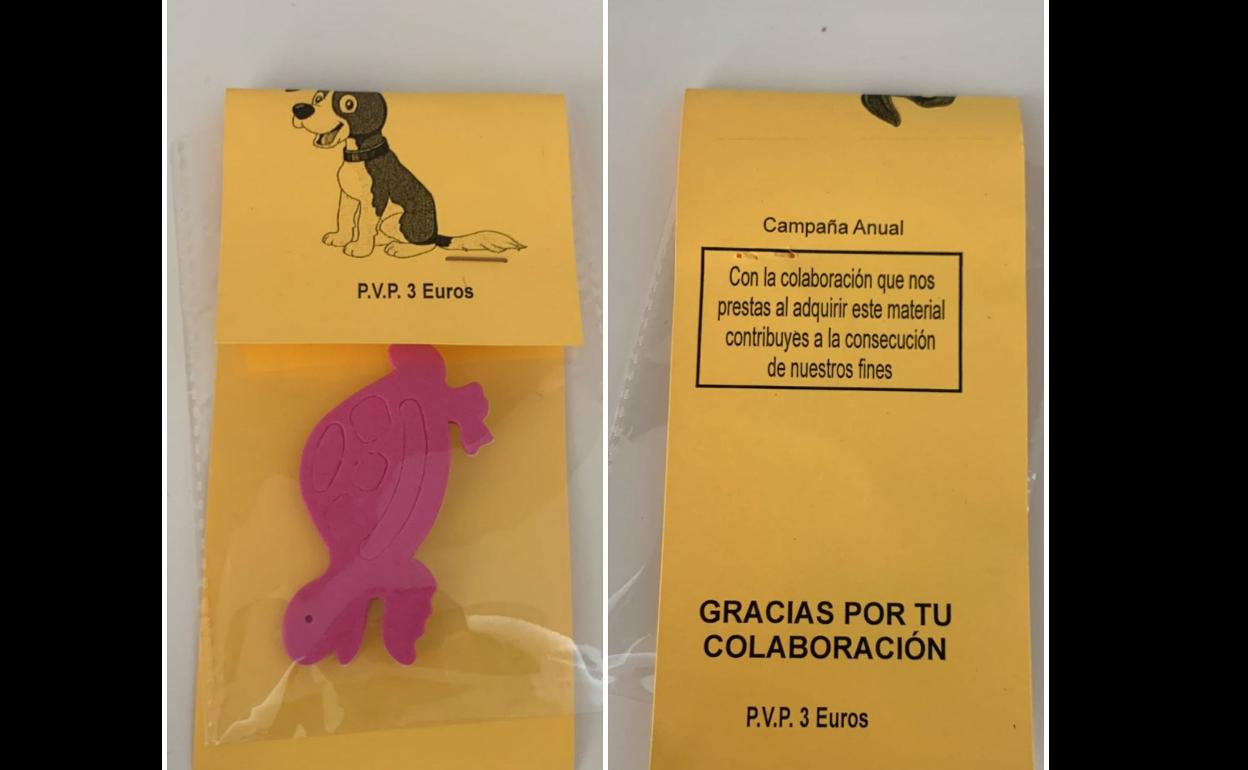 P.V.P. 3 Euros
Campaña Anual
Con la colaboración que nos
prestas al adquirir este material
contribuyes a la consecución
de nuestros fines
GRACIAS POR TU
COLABORACIÓN
P.V.P. 3 Euros